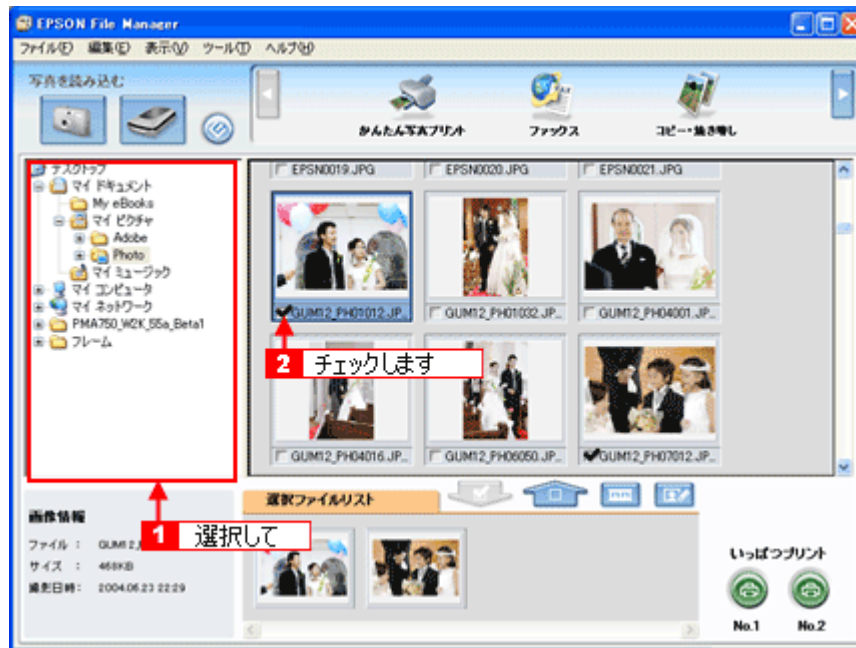 EPSON File Manager
ファイル(F) 編集(E) 表示(V) ツール(T) ヘルプ(H)
写真を読み込む
かんたん写真プリント ファックス コピー・焼き増し
デスクトップ
マイ ドキュメント
My eBooks
マイ ピクチャ
Adobe
Photo
マイ ミュージック
マイ コンピュータ
マイ ネットワーク
PMA750_W2K_S5a_Beta1
フレーム
EPSN0019.JPG EPSN0020.JPG EPSN0021.JPG
GUM12_PH01012.JP... GUM12_PH01032.JP... GUM12_PH04001.JP...
2 チェックします
GUM12_PH04016.JP... GUM12_PH06050.JP... GUM12_PH07012.JP...
1 選択して
選択ファイルリスト
画像情報
ファイル : GUM12
サイズ : 468KB
撮影日時: 2004.06.23 22:29
いっぱつプリント
No.1 No.2